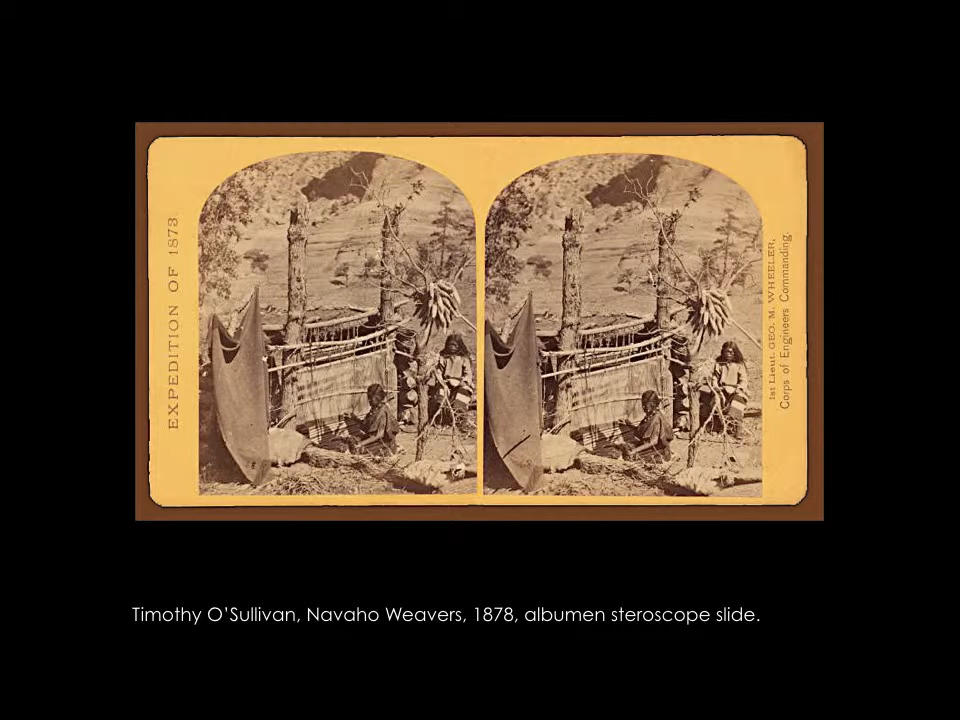 EXPEDITION OF 1873.
1st Lieut. GEO. M. WHEELER,
Corps of Engineers Commanding.
Timothy O'Sullivan, Navaho Weavers, 1878, albumen steroscope slide.